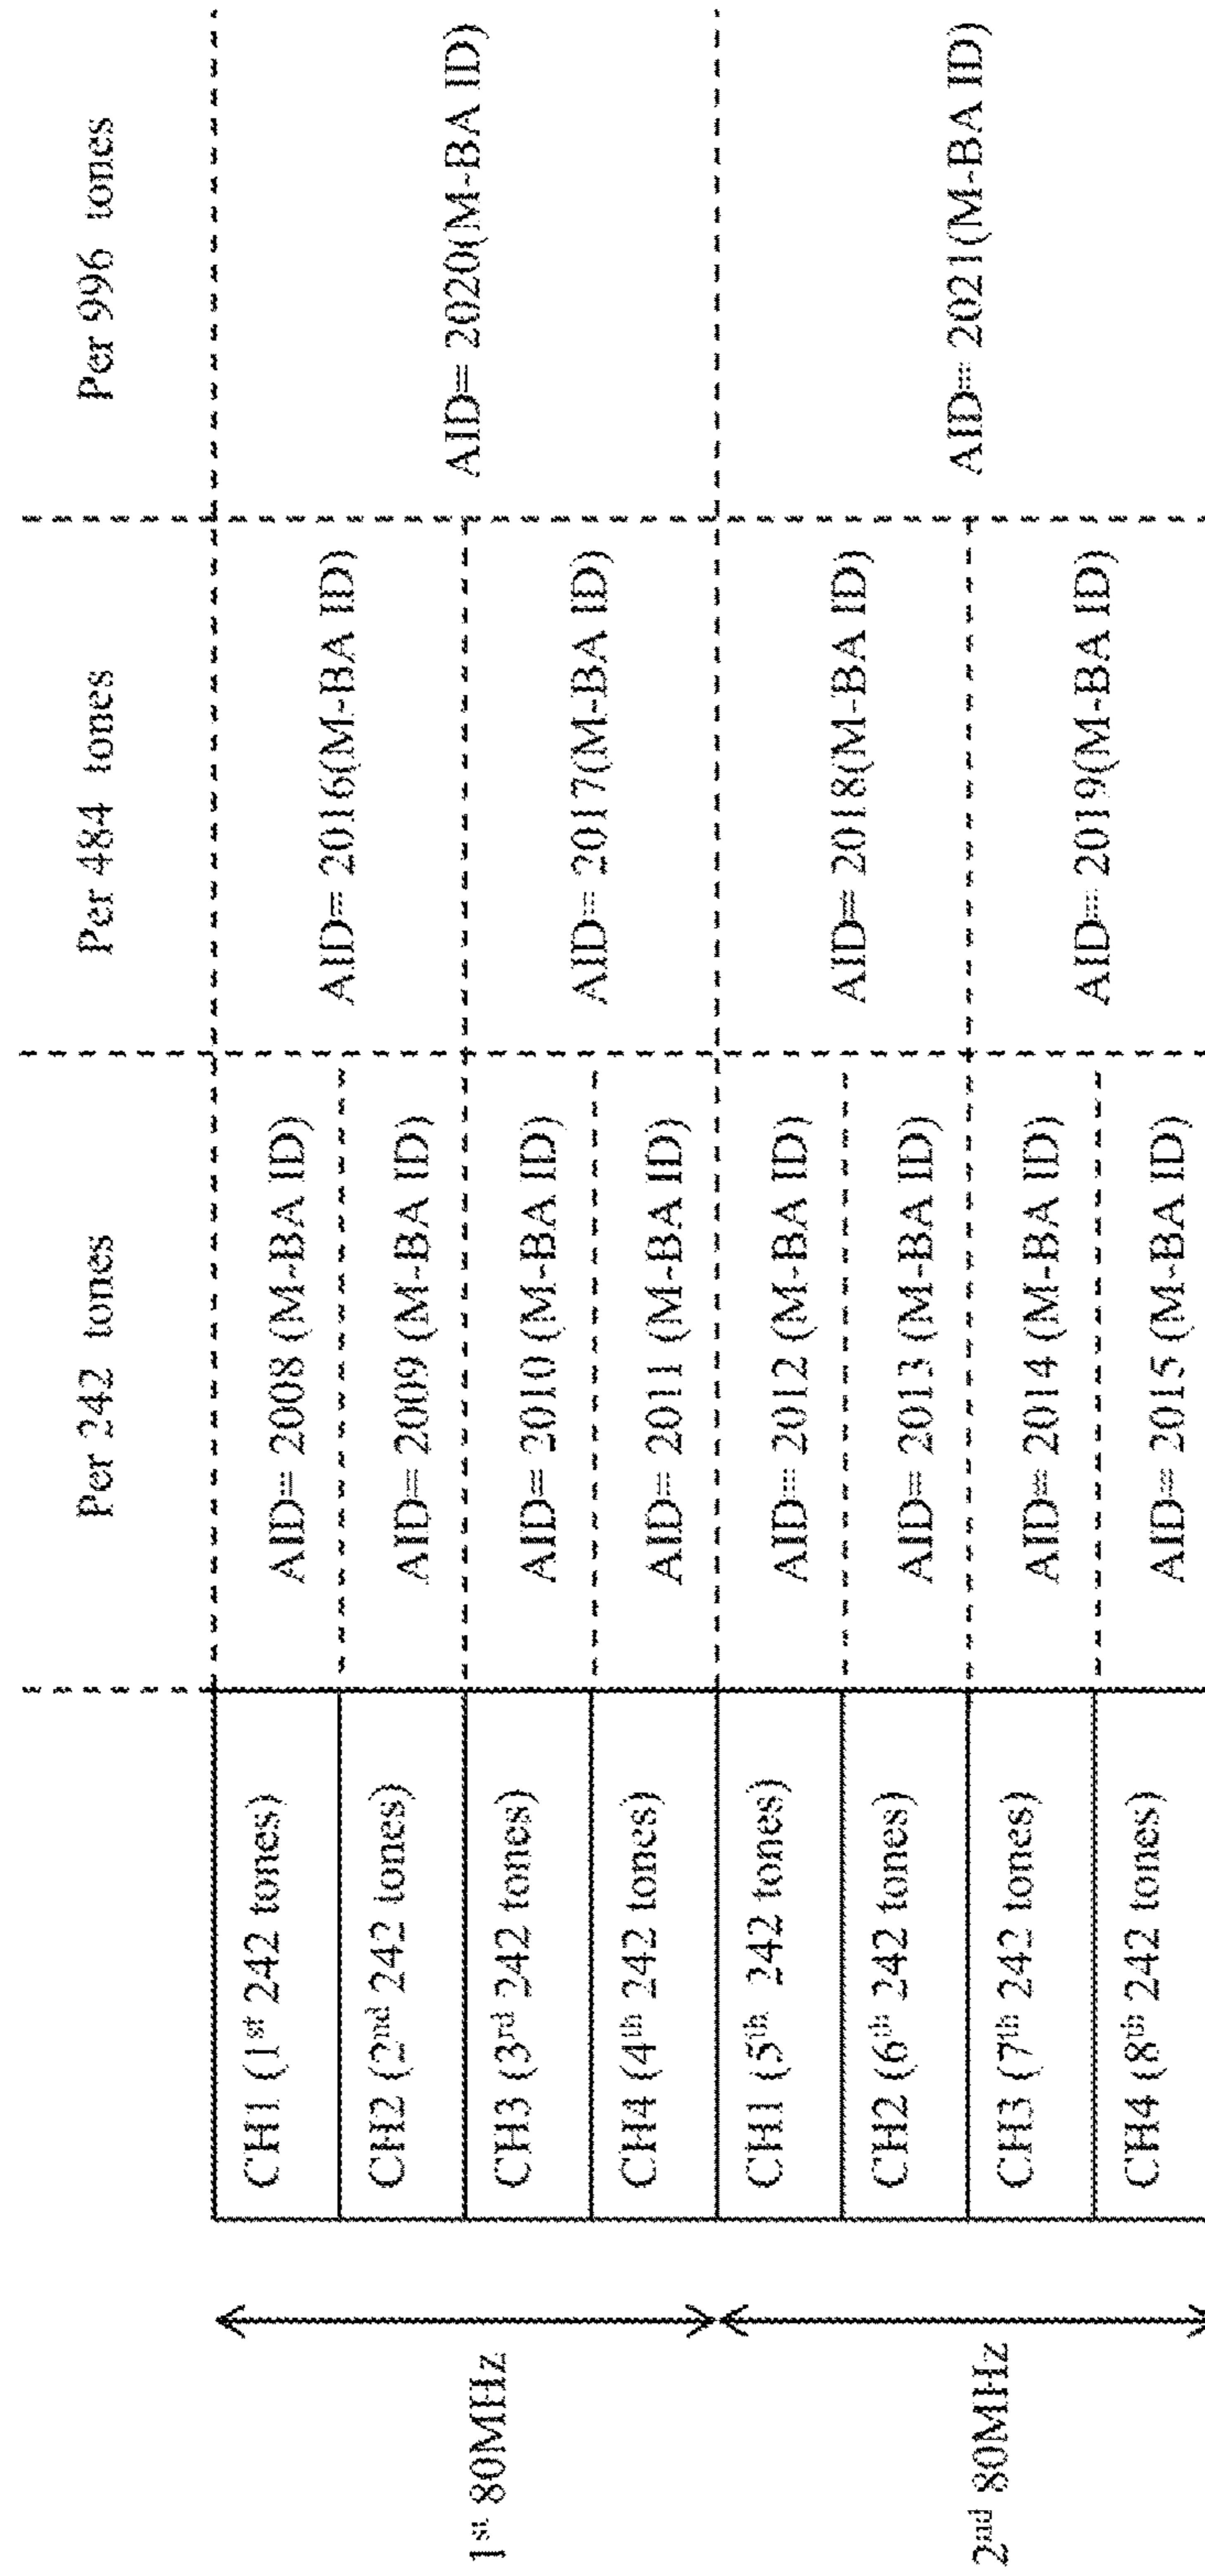 Per 242 tones
Per 484 tones
Per 996 tones
1st 80MHz
CH1 (1st 242 tones)
AID= 2008 (M-BA ID)
AID= 2016(M-BA ID)
AID= 2020(M-BA ID)
CH2 (2nd 242 tones)
AID= 2009 (M-BA ID)
CH3 (3rd 242 tones)
AID= 2010 (M-BA ID)
AID= 2017(M-BA ID)
CH4 (4th 242 tones)
AID= 2011 (M-BA ID)
2nd 80MHz
CH1 (5th 242 tones)
AID= 2012 (M-BA ID)
AID= 2018(M-BA ID)
AID= 2021(M-BA ID)
CH2 (6th 242 tones)
AID= 2013 (M-BA ID)
CH3 (7th 242 tones)
AID= 2014 (M-BA ID)
AID= 2019(M-BA ID)
CH4 (8th 242 tones)
AID= 2015 (M-BA ID)